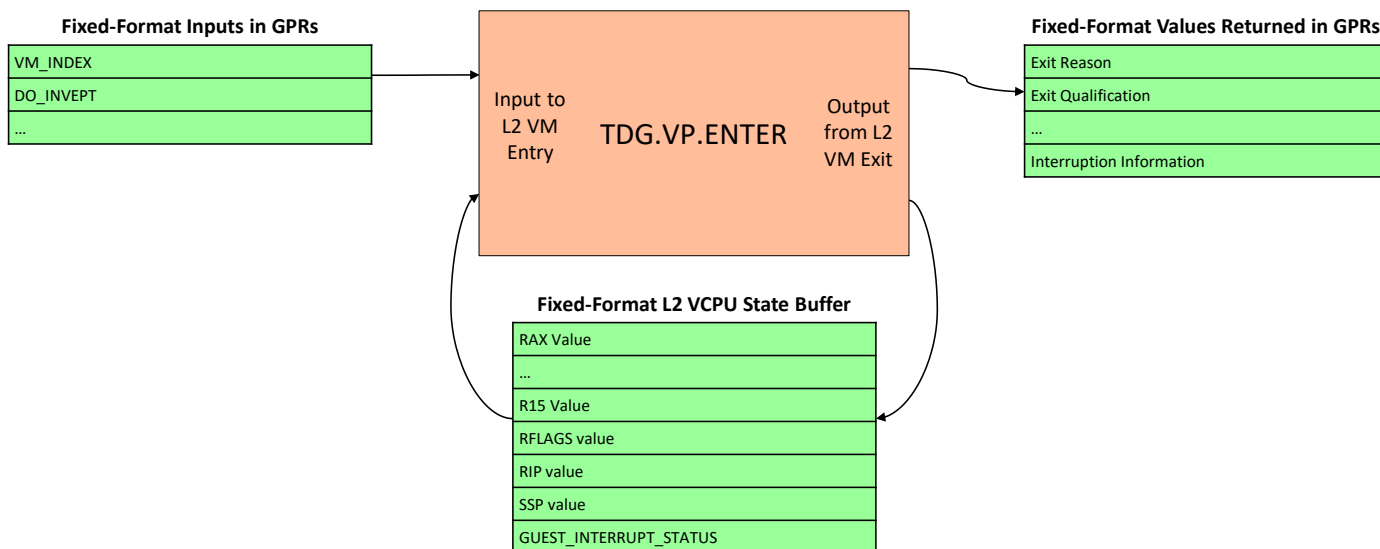 Fixed-Format Inputs in GPRs
VM_INDEX
DO_INVEPT
...
Input to
L2 VM
Entry
TDG.VP.ENTER
Output
from L2
VM Exit
Fixed-Format Values Returned in GPRs
Exit Reason
Exit Qualification
...
Interruption Information
Fixed-Format L2 VCPU State Buffer
RAX Value
...
R15 Value
RFLAGS value
RIP value
SSP value
GUEST_INTERRUPT_STATUS